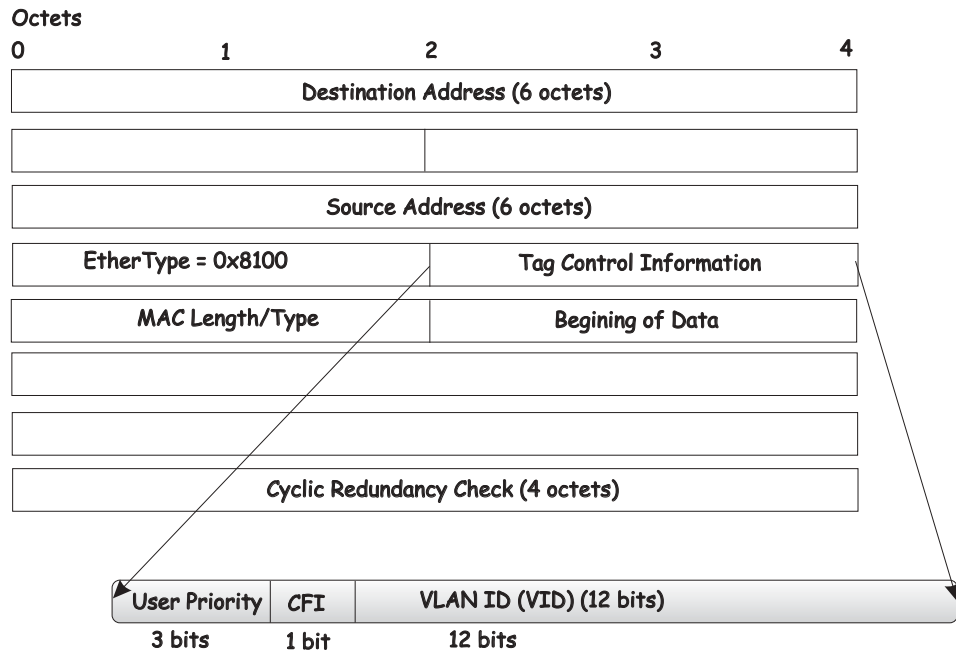 Octets
0 1 2 3 4
Destination Address (6 octets)
Source Address (6 octets)
EtherType = 0x8100 Tag Control Information
MAC Length/Type Begining of Data
Cyclic Redundancy Check (4 octets)
User Priority CFI VLAN ID (VID) (12 bits)
3 bits 1 bit 12 bits